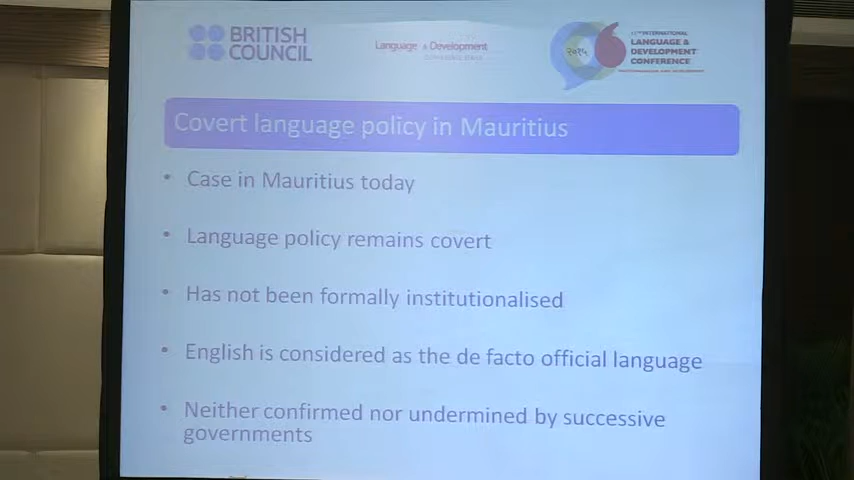 BRITISH
COUNCIL
Language & Development
11TH INTERNATIONAL
LANGUAGE &
DEVELOPMENT
CONFERENCE
Covert language policy in Mauritius
• Case in Mauritius today
• Language policy remains covert
• Has not been formally institutionalised
• English is considered as the de facto official language
• Neither confirmed nor undermined by successive
governments